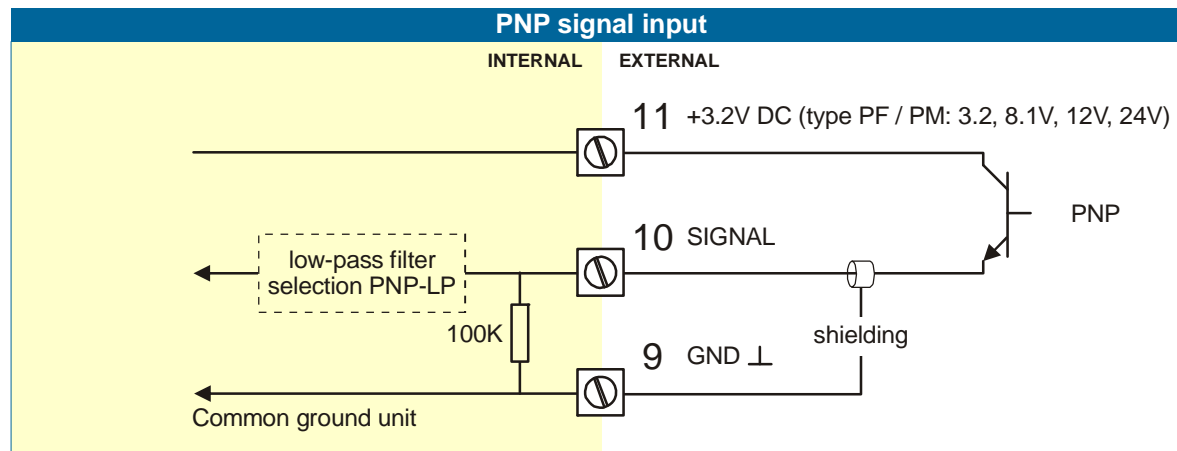 PNP signal input
INTERNAL EXTERNAL
11 +3.2V DC (type PF / PM: 3.2, 8.1V, 12V, 24V)
PNP
10 SIGNAL
low-pass filter
selection PNP-LP
100K
shielding
9 GND ⊥
Common ground unit